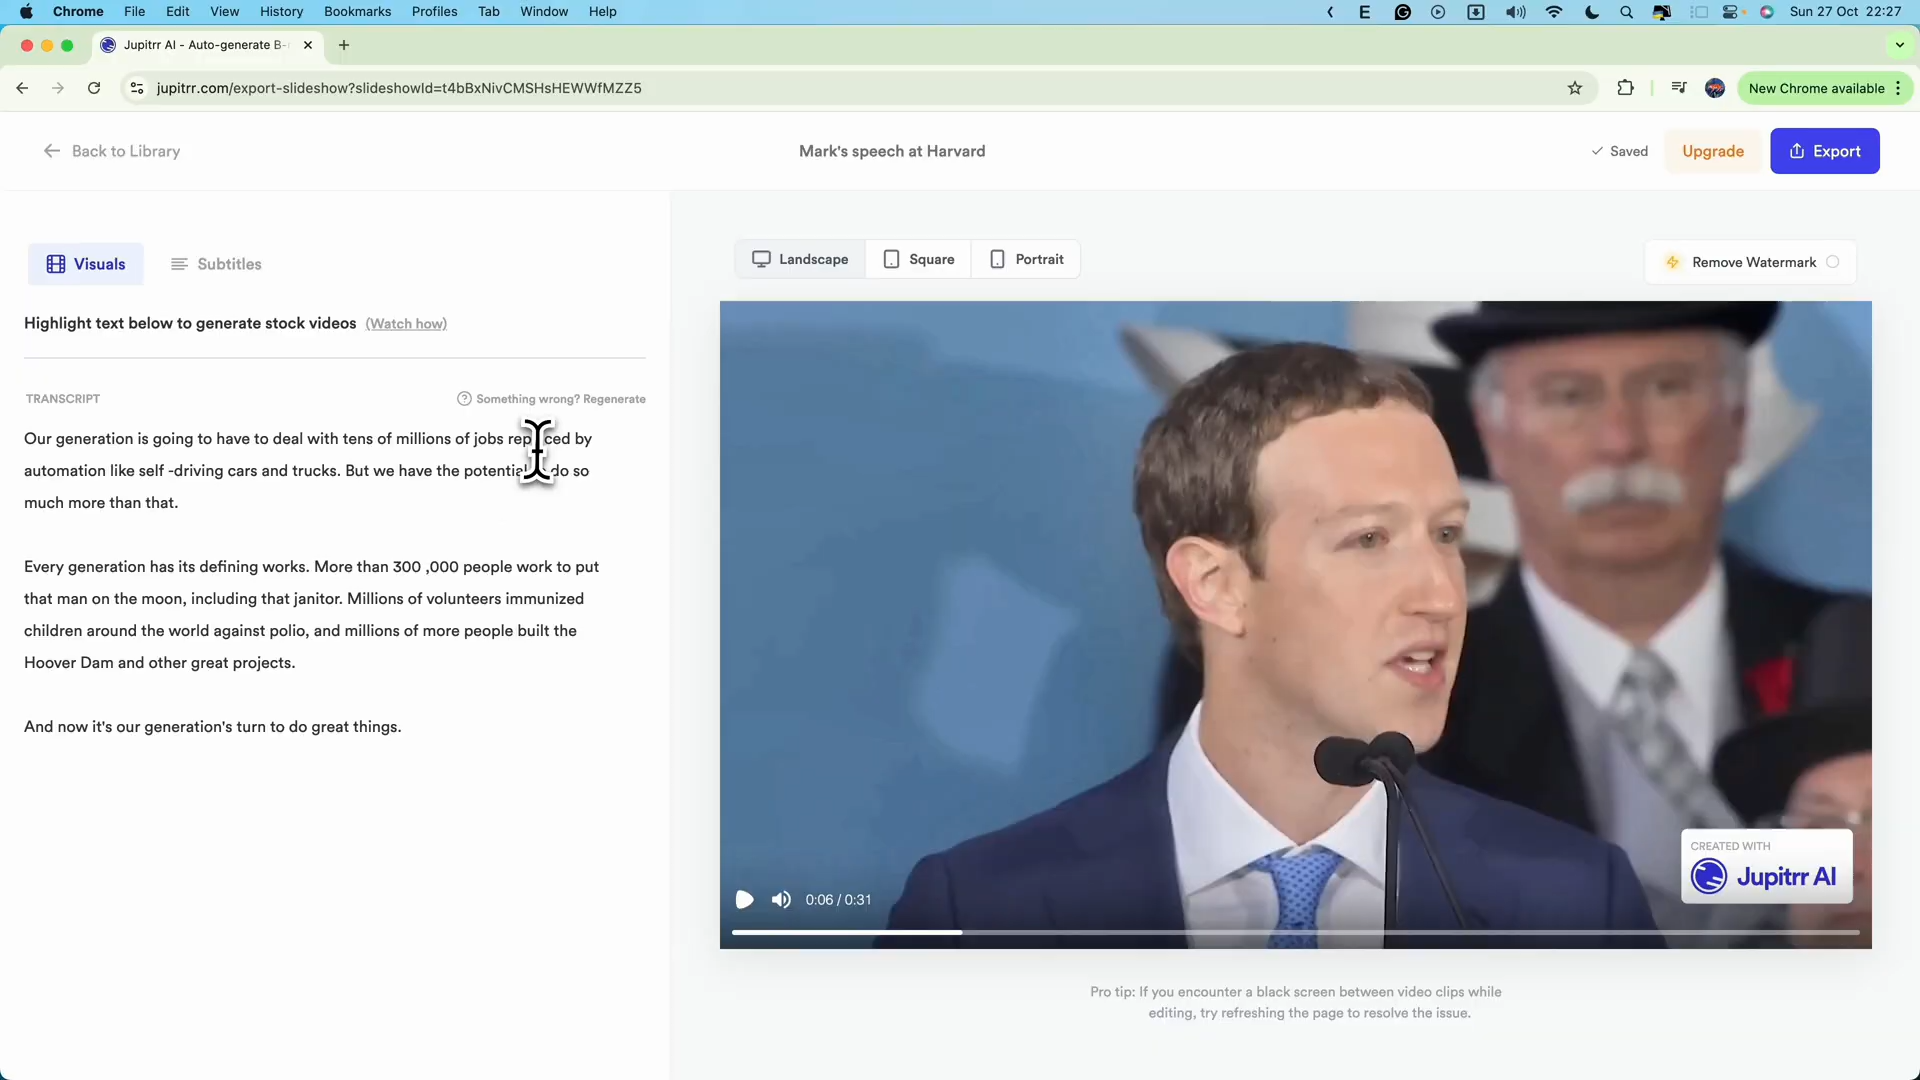 Chrome File Edit View History Bookmarks Profiles Tab Window Help Sun 27 Oct 22:27
Jupitrr AI - Auto-generate B-
jupitrr.com/export-slideshow?slideshowId=t4bBxNivCMSHsHEWWfMZZ5 New Chrome available
Back to Library Mark's speech at Harvard Saved Upgrade Export
Visuals Subtitles
Landscape Square Portrait Remove Watermark
Highlight text below to generate stock videos (Watch how)
TRANSCRIPT Something wrong? Regenerate
Our generation is going to have to deal with tens of millions of jobs by
automation like self -driving cars and trucks. But we have the do so
much more than that.
Every generation has its defining works. More than 300 ,000 people work to put
that man on the moon, including that janitor. Millions of volunteers immunized
children around the world against polio, and millions of more people built the
Hoover Dam and other great projects.
And now it's our generation's turn to do great things.
CREATED WITH
Jupitrr AI
0:06 / 0:31
Pro tip: If you encounter a black screen between video clips while
editing, try refreshing the page to resolve the issue.